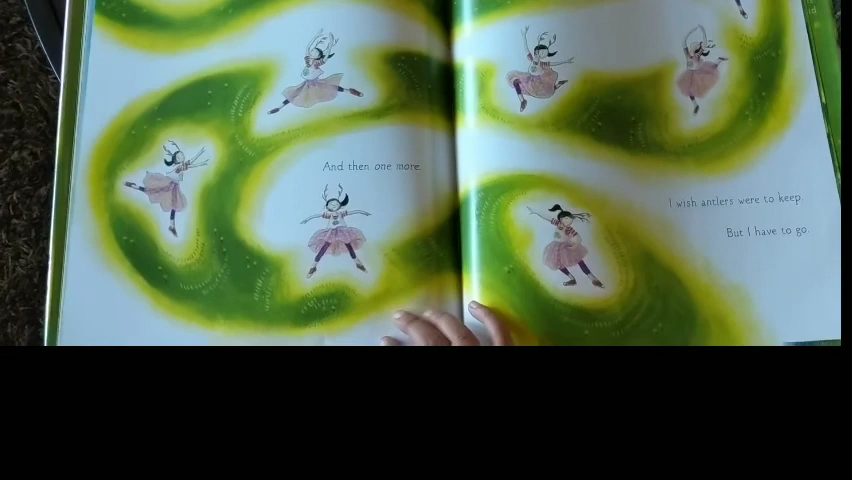 And then one more.
I wish antlers were to keep.
But I have to go.